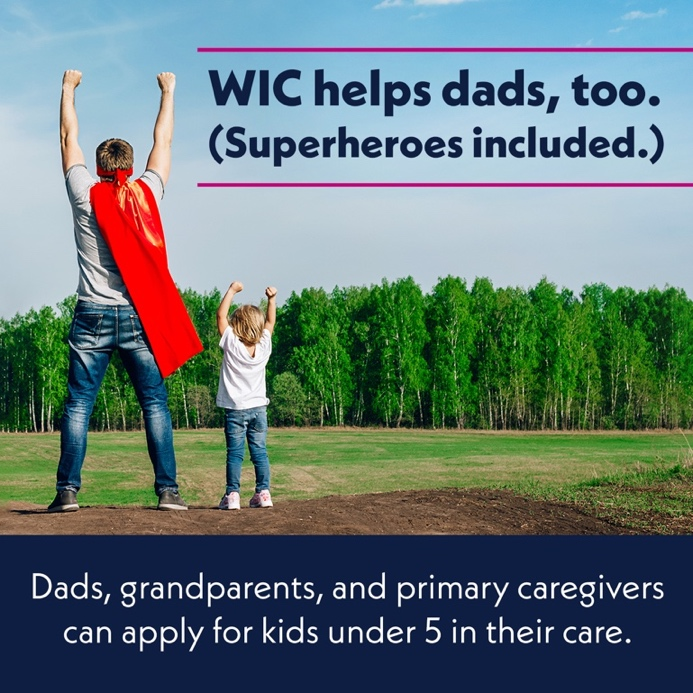 WIC helps dads, too.
(Superheroes included.)
Dads, grandparents, and primary caregivers
can apply for kids under 5 in their care.